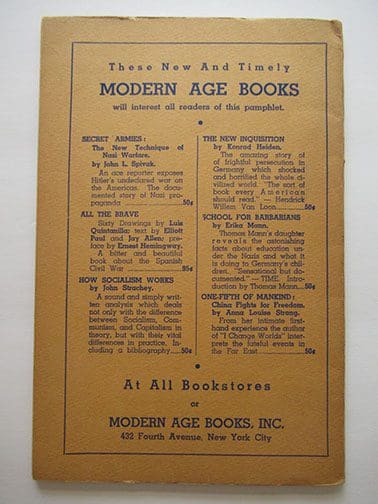 These New And Timely
MODERN AGE BOOKS
will interest all readers of this pamphlet.
SECRET ARMIES:
The New Technique of
Nazi Warfare.
by John L. Spivak.
An ace reporter exposes
Hitler's undeclared war on
the Americas. The docu-
mented story of Nazi pro-
paganda 50¢
ALL THE BRAVE
Sixty Drawings by Luis
Quintanilla; text by Elliott
Paul and Jay Allen; pre-
face by Ernest Hemingway.
A bitter and beautiful
book about the Spanish
Civil War 95¢
HOW SOCIALISM WORKS
by John Strachey.
A sound and simply writ-
ten analysis which deals
not only with the difference
between Socialism, Com-
munism, and Capitalism in
theory, but with their vital
differences in practice. In-
cluding a bibliography 50¢
THE NEW INQUISITION
by Konrad Heiden.
The amazing story of
of frightful persecution in
Germany which shocked
and horrified the whole ci-
vilized world. "The sort of
book every American
should read." — Hendrick
Willem Van Loon 50¢
SCHOOL FOR BARBARIANS
by Erika Mann.
Thomas Mann's daughter
reveals the astonishing
facts about education un-
der the Nazis and what it
is doing to Germany's chil-
dren. "Sensational but do-
cumented." — TIME. Intro-
duction by Thomas Mann 50¢
ONE-FIFTH OF MANKIND:
China Fights for Freedom.
by Anna Louise Strong.
From her intimate first-
hand experience the author
of "I Change Worlds" inter-
prets the fateful events in
the Far East 50¢
At All Bookstores
or
MODERN AGE BOOKS, INC.
432 Fourth Avenue, New York City